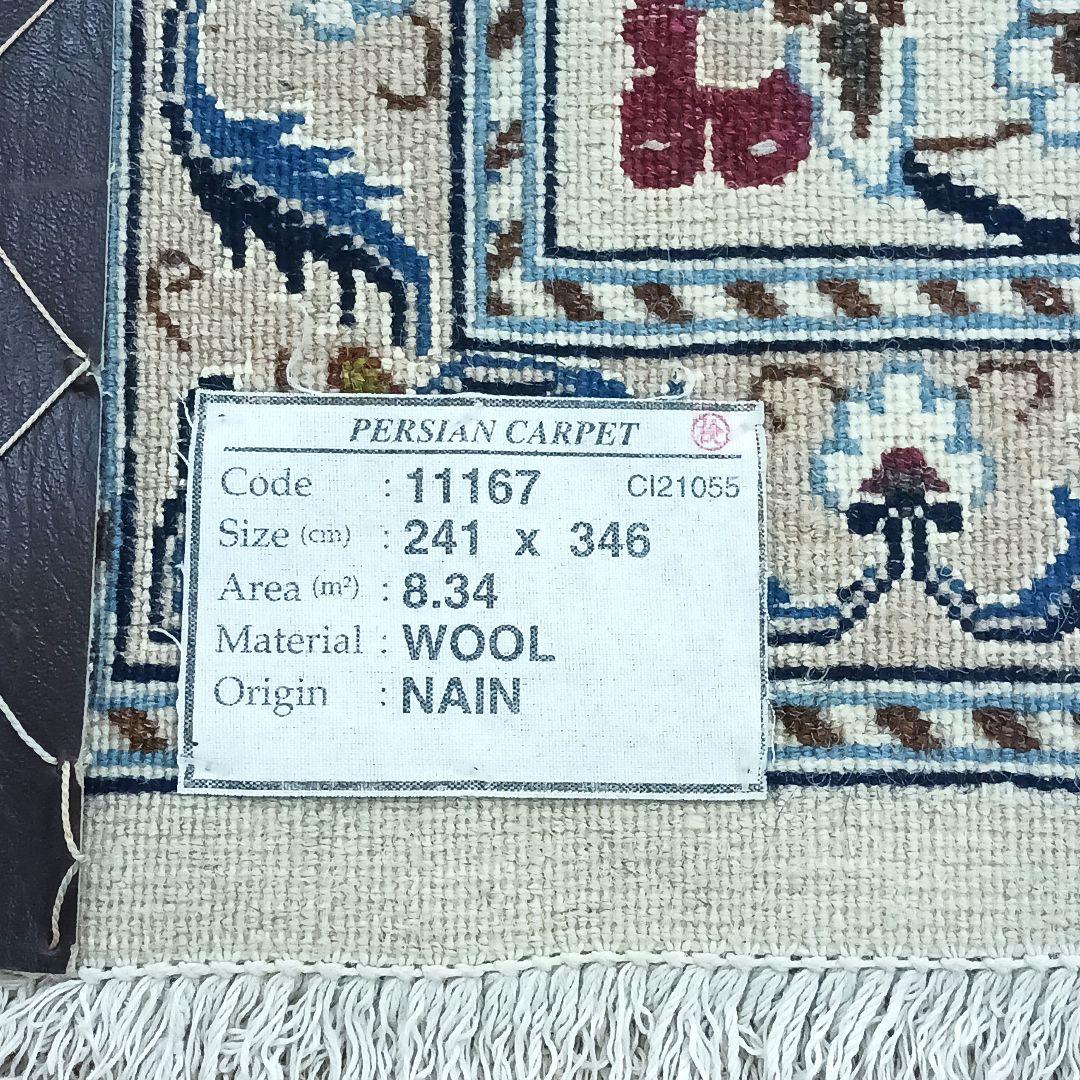 PERSIAN CARPET
Code : 11167 CI21055
Size (cm) : 241 x 346
Area (m²) : 8.34
Material : WOOL
Origin : NAIN